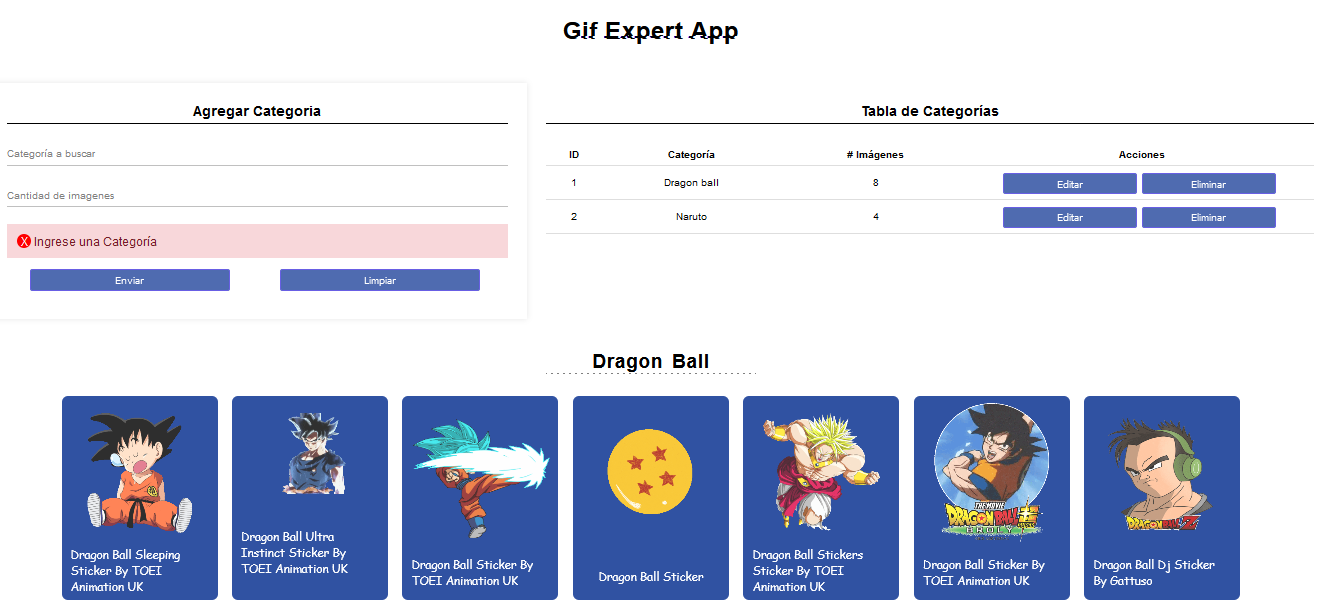 Gif Expert App
Agregar Categoria
Categoría a buscar
Cantidad de imagenes
X Ingrese una Categoría
Enviar Limpiar
Tabla de Categorías
ID Categoría # Imágenes Acciones
1 Dragon ball 8 Editar Eliminar
2 Naruto 4 Editar Eliminar
Dragon Ball
Dragon Ball Sleeping
Sticker By TOEI
Animation UK
Dragon Ball Ultra
Instinct Sticker By
TOEI Animation UK
Dragon Ball Sticker By
TOEI Animation UK
Dragon Ball Sticker
Dragon Ball Stickers
Sticker By TOEI
Animation UK
THE MOVIE
DRAGON BALL
BROLY
Dragon Ball Sticker By
TOEI Animation UK
DRAGON BALL Z
Dragon Ball Dj Sticker
By Gattuso